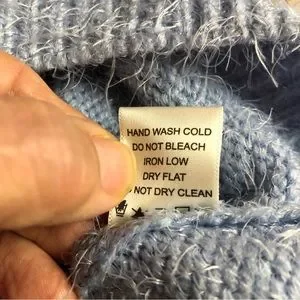 HAND WASH COLD
DO NOT BLEACH
IRON LOW
DRY FLAT
NOT DRY CLEAN